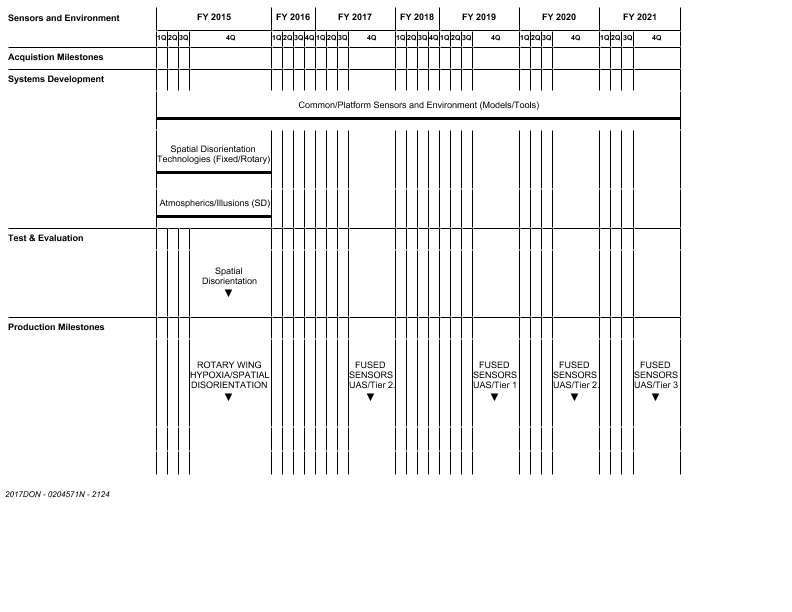 Sensors and Environment FY 2015 FY 2016 FY 2017 FY 2018 FY 2019 FY 2020 FY 2021
1Q 2Q 3Q 4Q 1Q 2Q 3Q 4Q 1Q 2Q 3Q 4Q 1Q 2Q 3Q 4Q 1Q 2Q 3Q 4Q 1Q 2Q 3Q 4Q 1Q 2Q 3Q 4Q
Acquistion Milestones
Systems Development
Common/Platform Sensors and Environment (Models/Tools)
Spatial Disorientation
Technologies (Fixed/Rotary)
Atmospherics/Illusions (SD)
Test & Evaluation
Spatial
Disorientation
▼
Production Milestones
ROTARY WING FUSED FUSED FUSED FUSED
HYPOXIA/SPATIAL SENSORS SENSORS SENSORS SENSORS
DISORIENTATION UAS/Tier 2. UAS/Tier 1 UAS/Tier 2. UAS/Tier 3
▼ ▼ ▼ ▼ ▼
2017DON - 0204571N - 2124